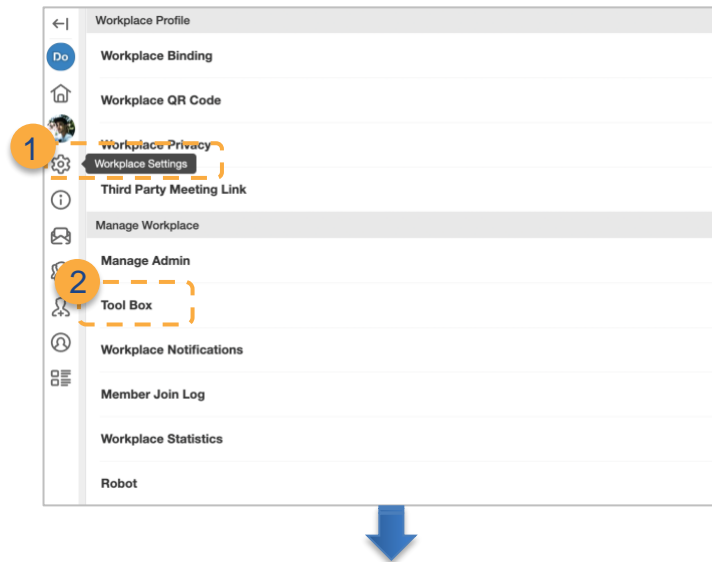 Workplace Profile
Do
Workplace Binding
Workplace QR Code
Workplace Privacy
1
Workplace Settings
Third Party Meeting Link
Manage Workplace
Manage Admin
2
Tool Box
Workplace Notifications
Member Join Log
Workplace Statistics
Robot